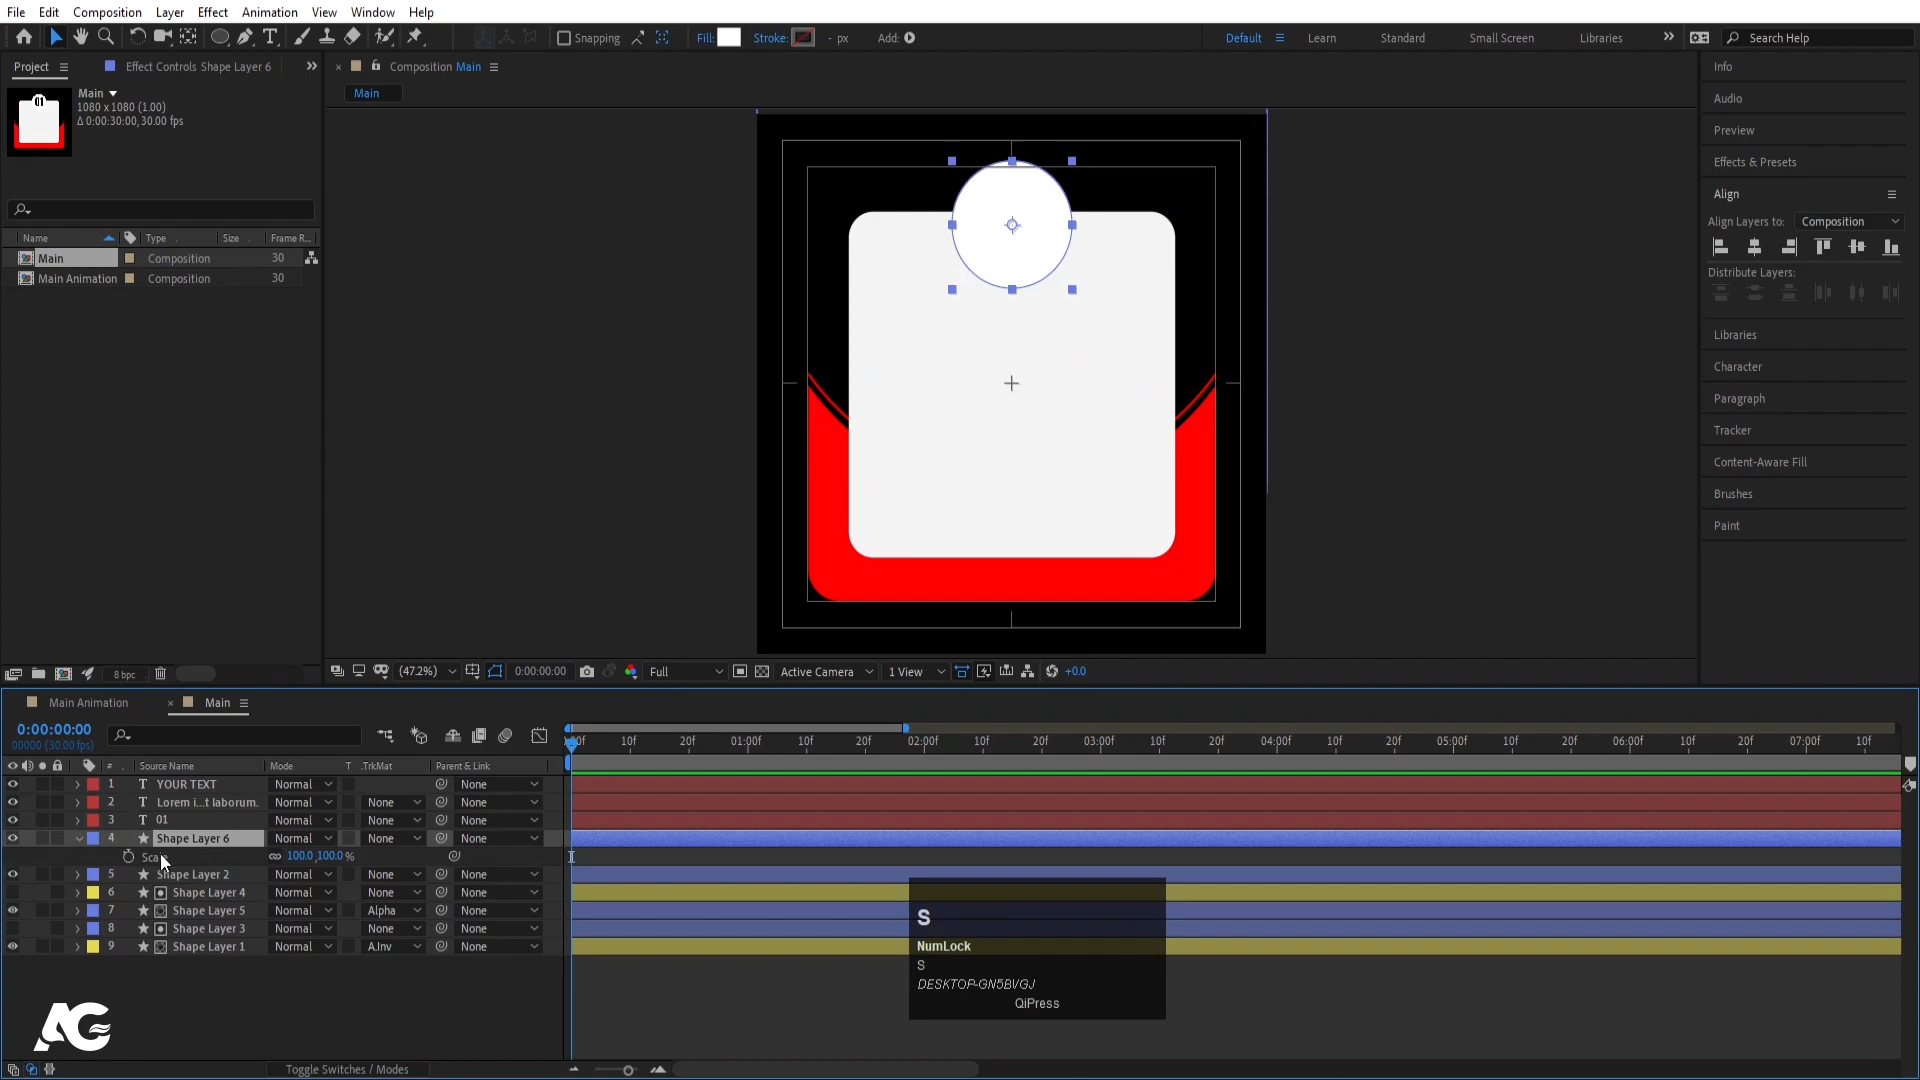 File Edit Composition Layer Effect Animation View Window Help
Snapping Fill: Stroke: - px Add: Default Learn Standard Small Screen Libraries Search Help
Project Effect Controls Shape Layer 6 Composition Main
Main
Main
1080 x 1080 (1.00)
Δ 0:00:30:00, 30.00 fps
01
Name Type Size Frame R...
Main Composition 30
Main Animation Composition 30
8 bpc
(47.2%) 0:00:00:00 Full Active Camera 1 View +0.0
Info
Audio
Preview
Effects & Presets
Align
Align Layers to: Composition
Distribute Layers:
Libraries
Character
Paragraph
Tracker
Content-Aware Fill
Brushes
Paint
Main Animation Main
0:00:00:00
00000 (30.00 fps)
10f 20f 01:00f 10f 20f 02:00f 10f 20f 03:00f 10f 20f 04:00f 10f 20f 05:00f 10f 20f 06:00f 10f 20f 07:00f 10f
# Source Name Mode T .TrkMat Parent & Link
1 T YOUR TEXT Normal None
2 T Lorem i...t laborum. Normal None None
3 T 01 Normal None None
4 Shape Layer 6 Normal None None
100.0,100.0 %
5 Shape Layer 2 Normal None None
6 Shape Layer 4 Normal None None
7 Shape Layer 5 Normal Alpha None
8 Shape Layer 3 Normal None None
9 Shape Layer 1 Normal A.Inv None
S
NumLock
S
DESKTOP-GN5BVGJ
QiPress
AG
Toggle Switches / Modes